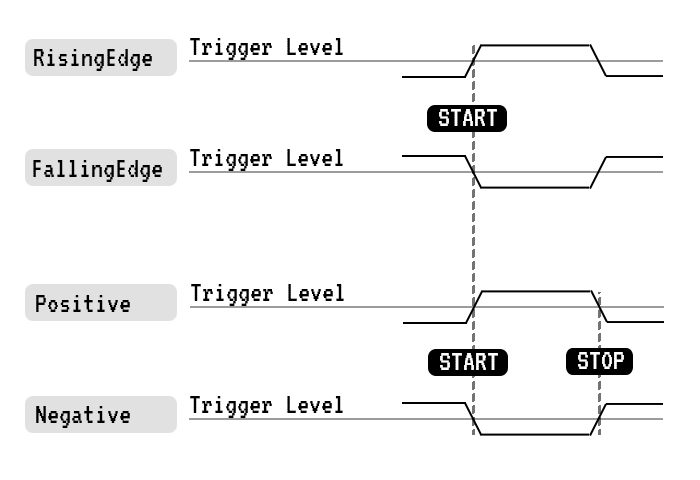 RisingEdge
Trigger Level
START
FallingEdge
Trigger Level
Positive
Trigger Level
START
STOP
Negative
Trigger Level